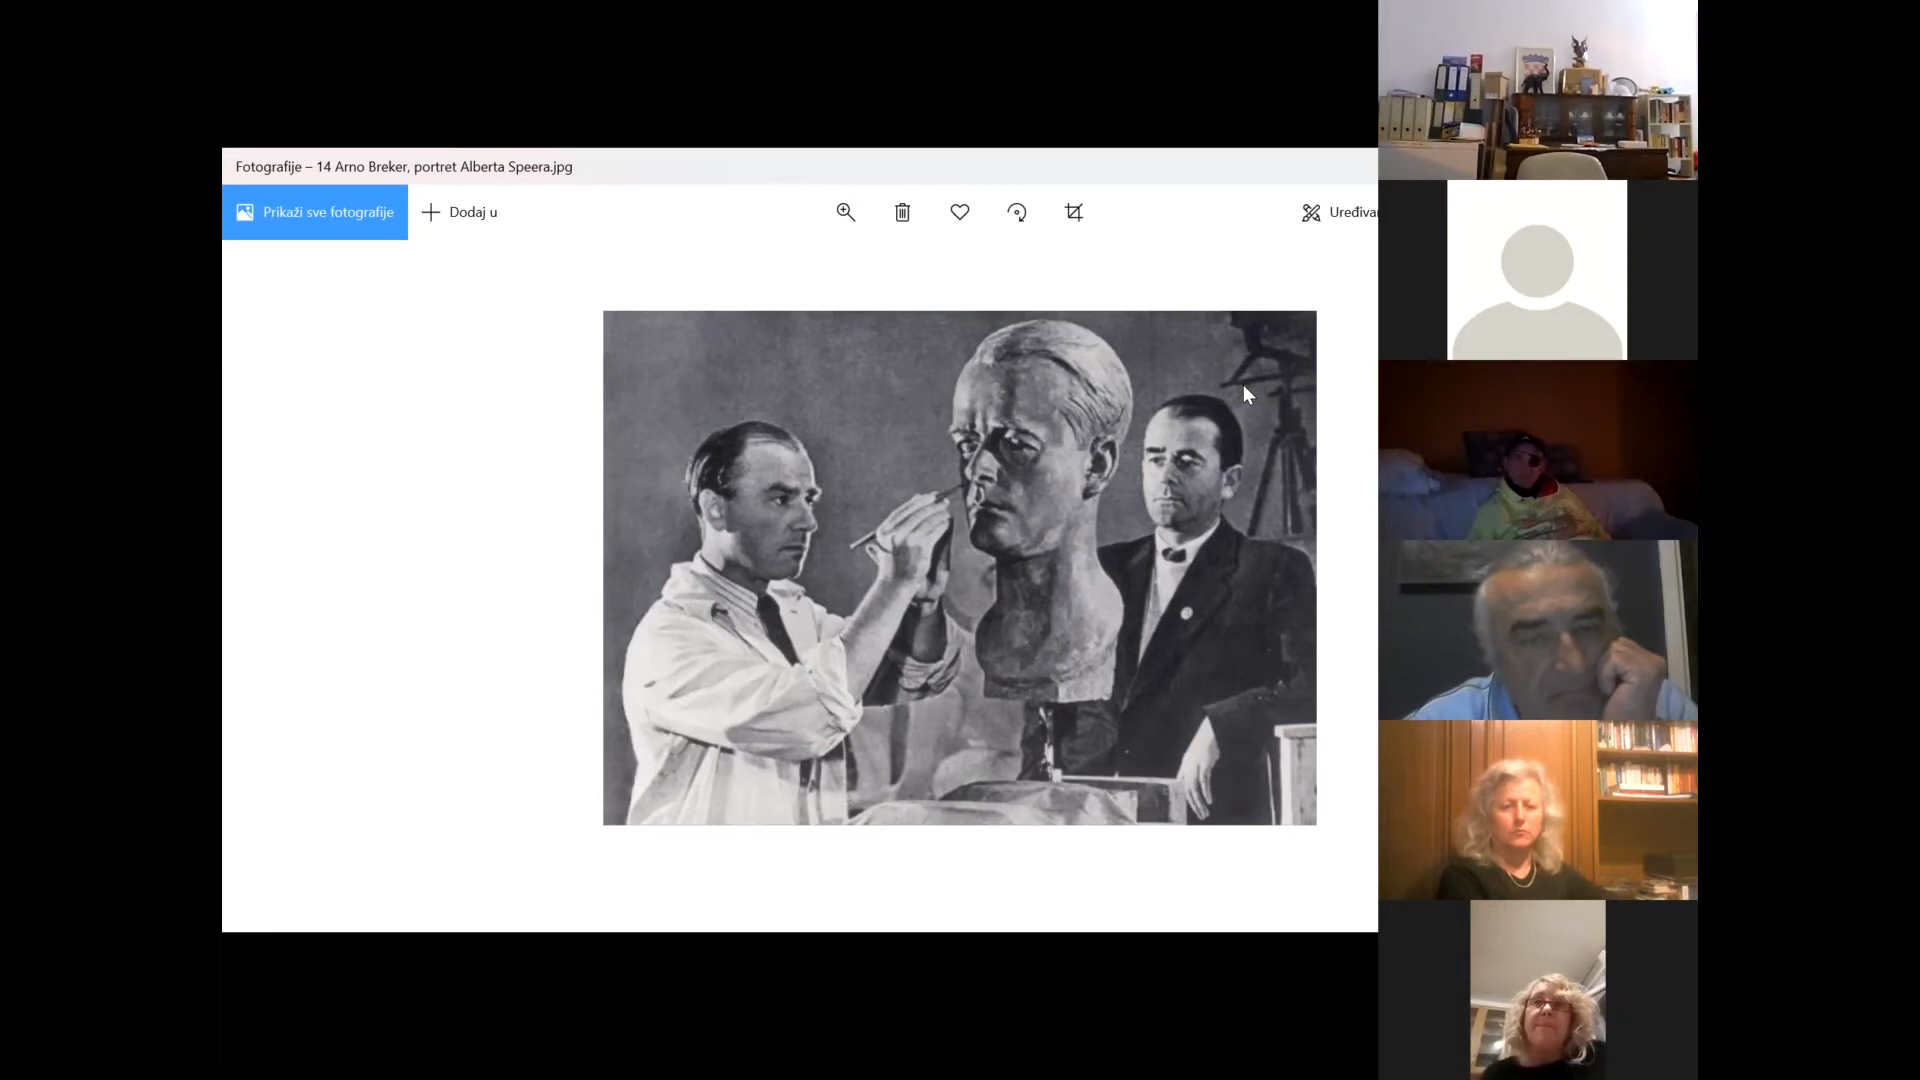 Fotografije – 14 Arno Breker, portret Alberta Speera.jpg
Prikaži sve fotografije
Dodaj u
Uređiva